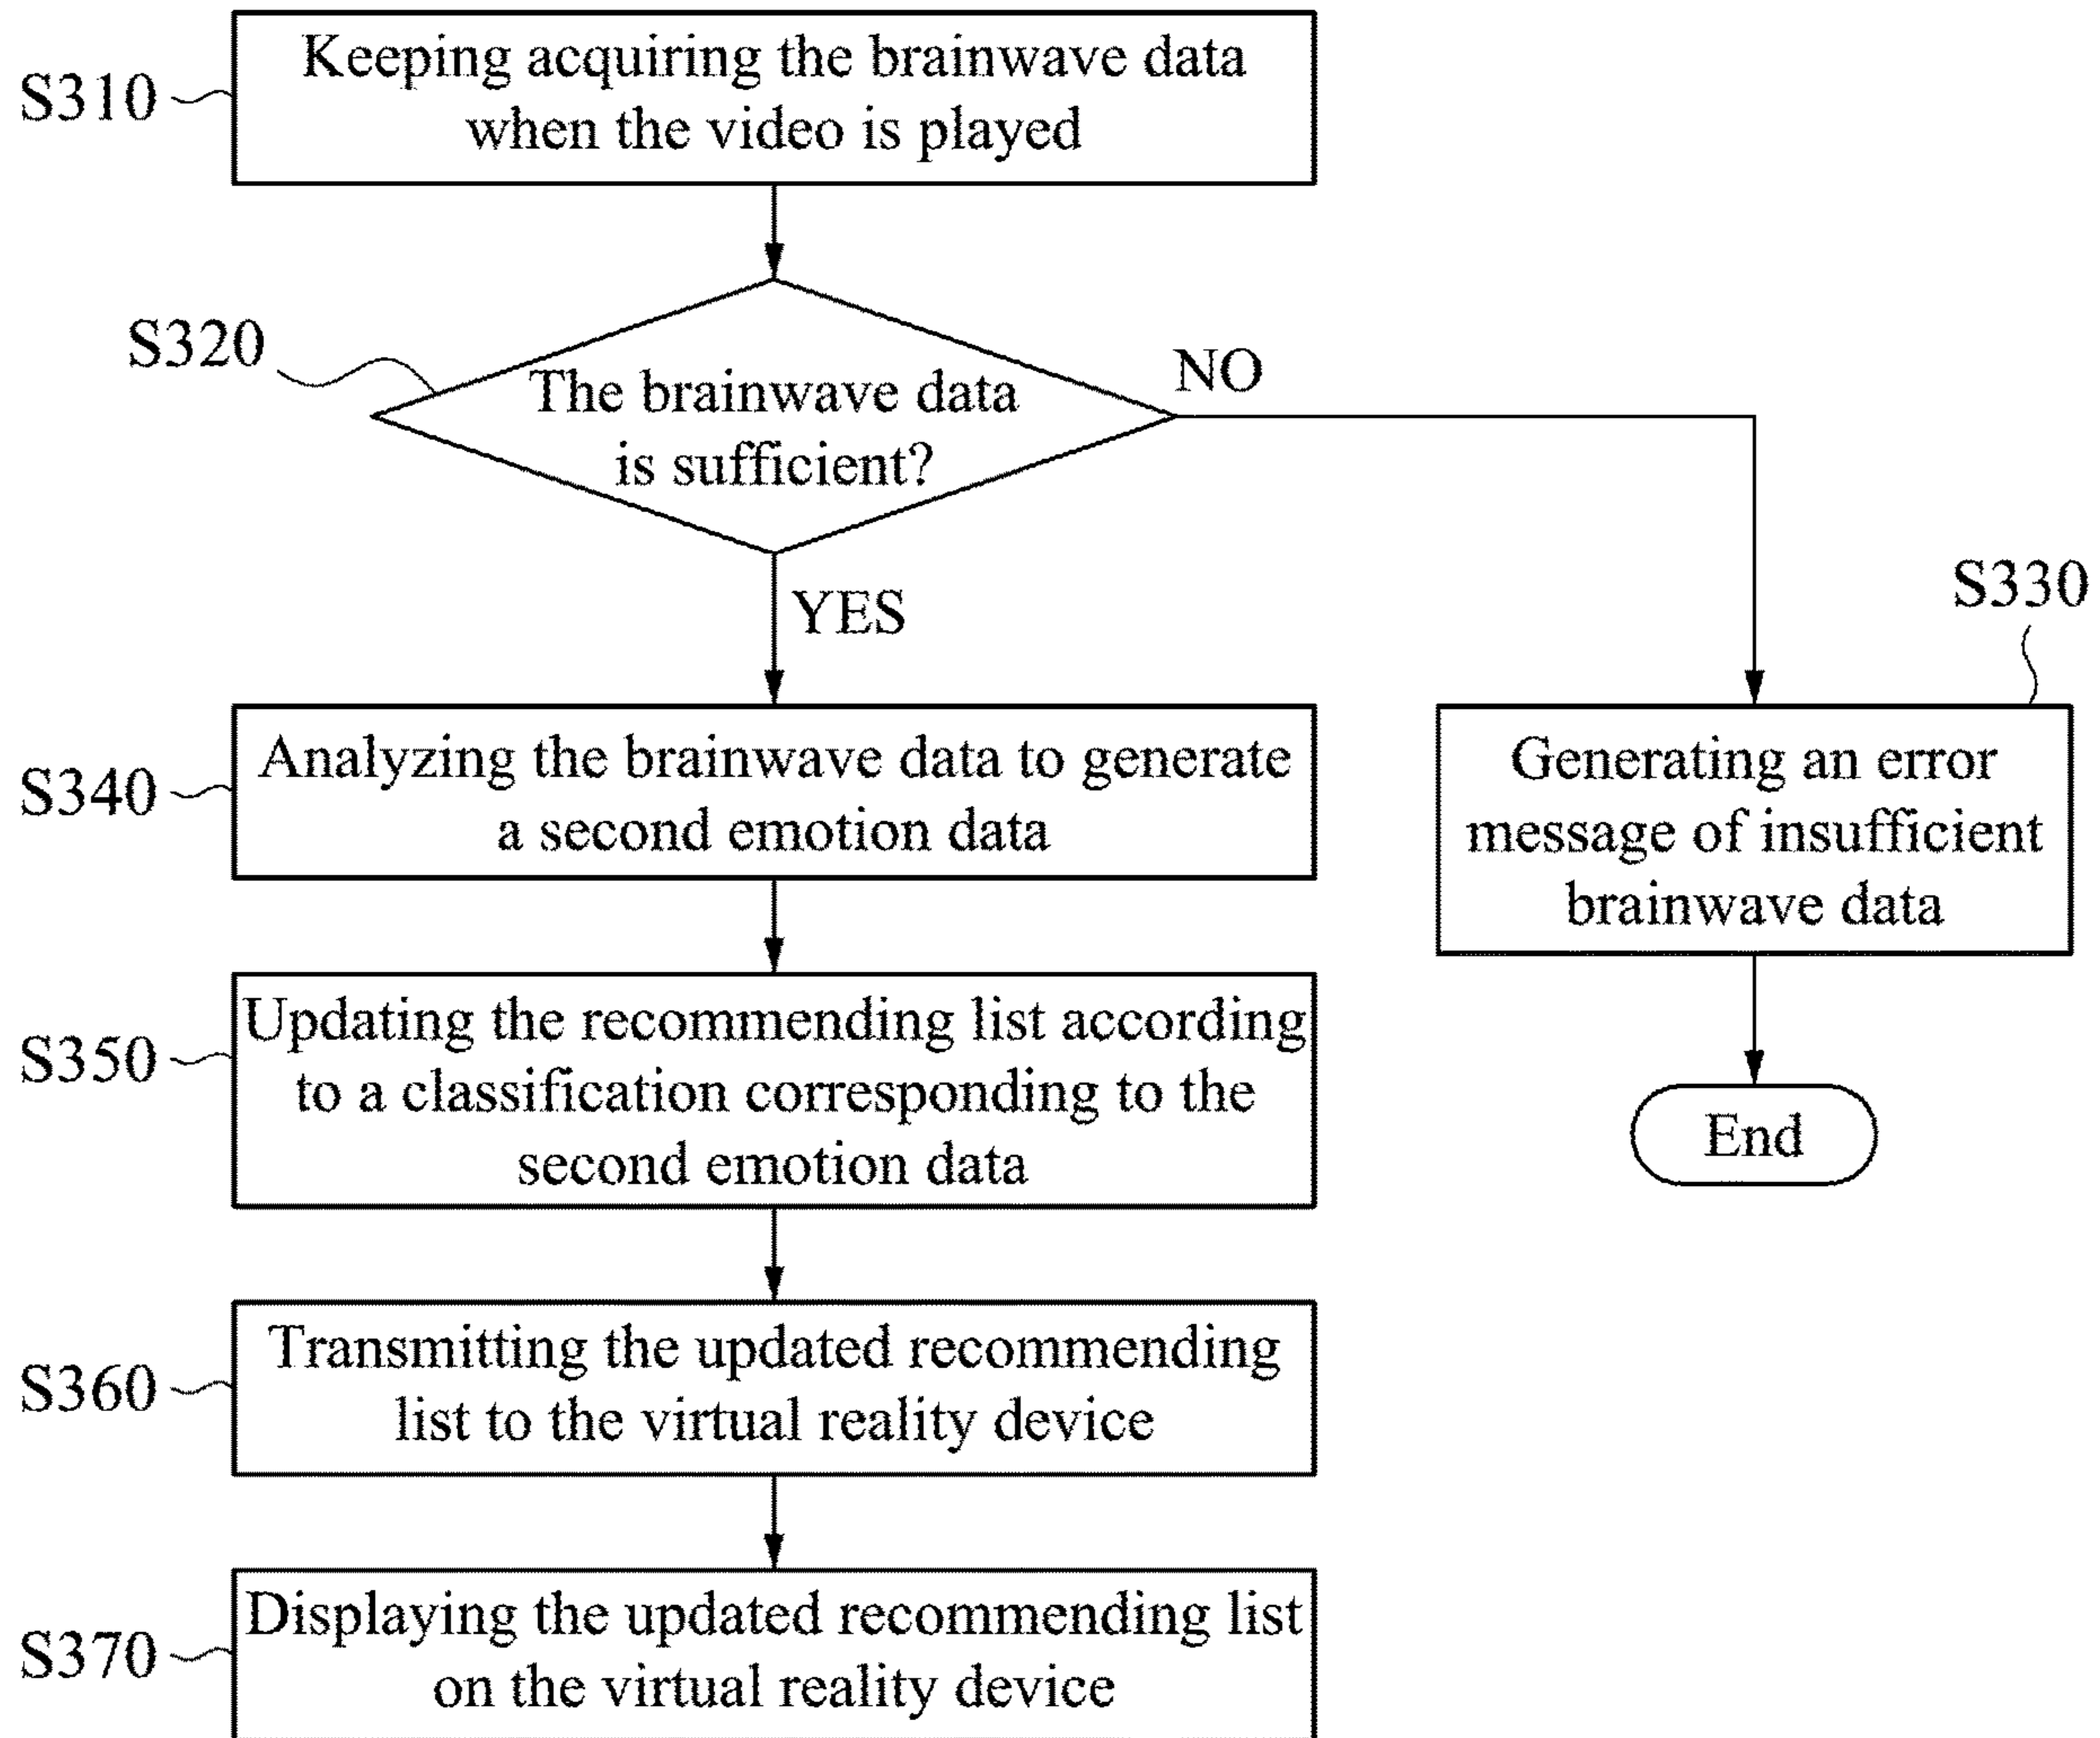 S310
Keeping acquiring the brainwave data
when the video is played
S320
The brainwave data
is sufficient?
NO
YES
S330
Generating an error
message of insufficient
brainwave data
End
S340
Analyzing the brainwave data to generate
a second emotion data
S350
Updating the recommending list according
to a classification corresponding to the
second emotion data
S360
Transmitting the updated recommending
list to the virtual reality device
S370
Displaying the updated recommending list
on the virtual reality device